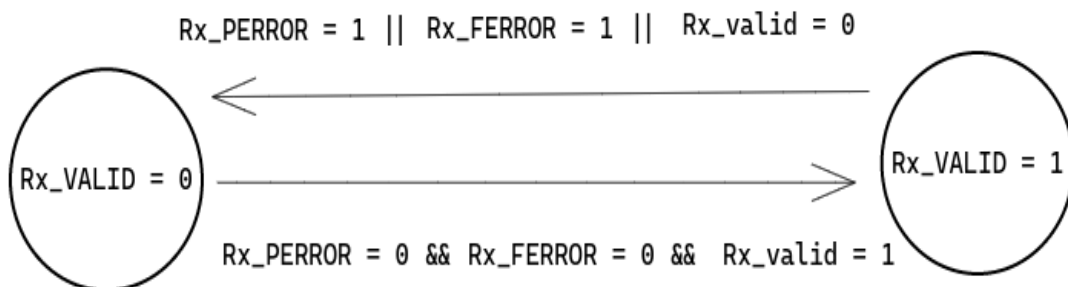 Rx_PERROR = 1 || Rx_FERROR = 1 || Rx_valid = 0
Rx_VALID = 0
Rx_VALID = 1
Rx_PERROR = 0 && Rx_FERROR = 0 && Rx_valid = 1